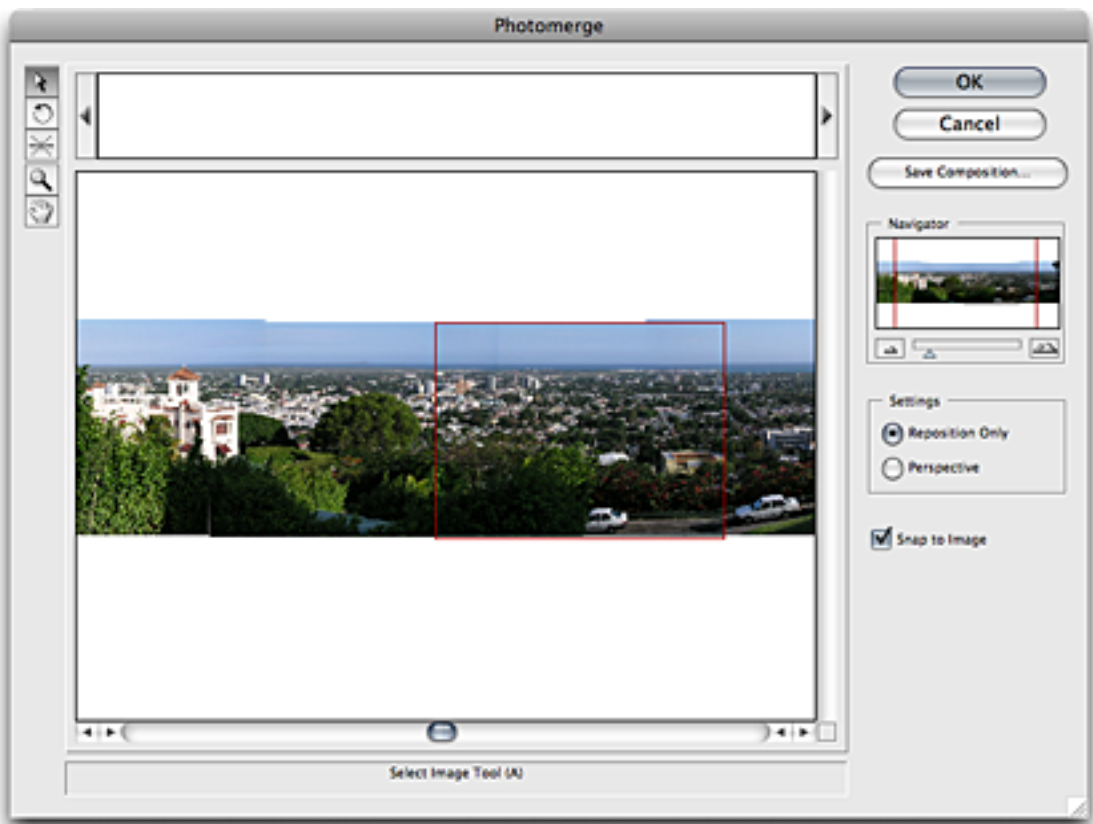 Photomerge
OK
Cancel
Save Composition...
Navigator
Settings
Reposition Only
Perspective
Snap to Image
Select Image Tool (A)